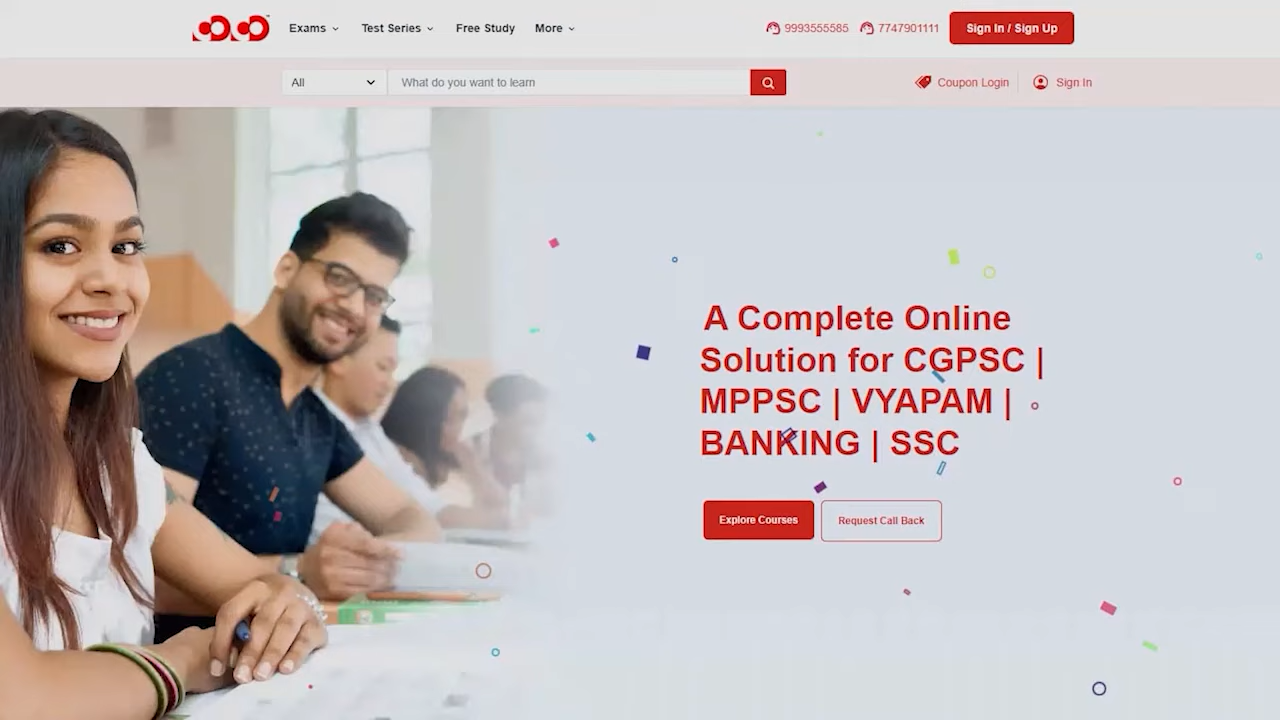 Exams
Test Series
Free Study
More
9993555585
7747901111
Sign In / Sign Up
All
What do you want to learn
Coupon Login
Sign In
A Complete Online
Solution for CGPSC |
MPPSC | VYAPAM |
BANKING | SSC
Explore Courses
Request Call Back